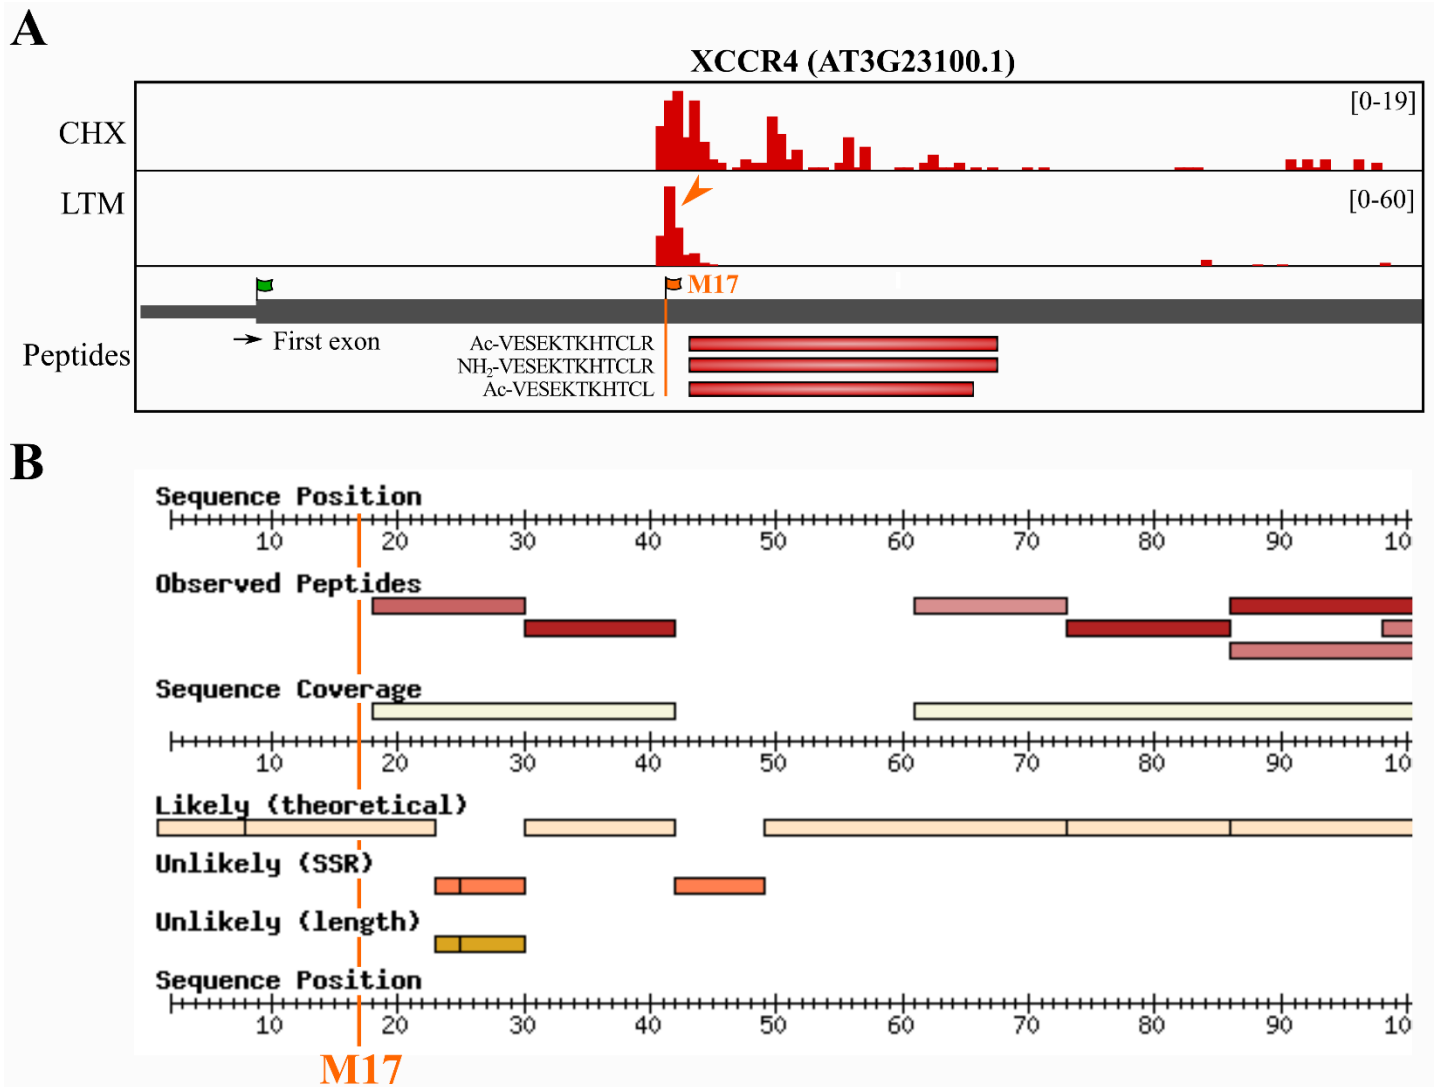 A
XCCR4 (AT3G23100.1)
CHX
[0-19]
LTM
[0-60]
M17
First exon
Peptides
Ac-VESEKTKHTCLR
NH2-VESEKTKHTCLR
Ac-VESEKTKHTCL
B
Sequence Position
10 20 30 40 50 60 70 80 90 10
Observed Peptides
Sequence Coverage
10 20 30 40 50 60 70 80 90 10
Likely (theoretical)
Unlikely (SSR)
Unlikely (length)
Sequence Position
10 20 30 40 50 60 70 80 90 10
M17